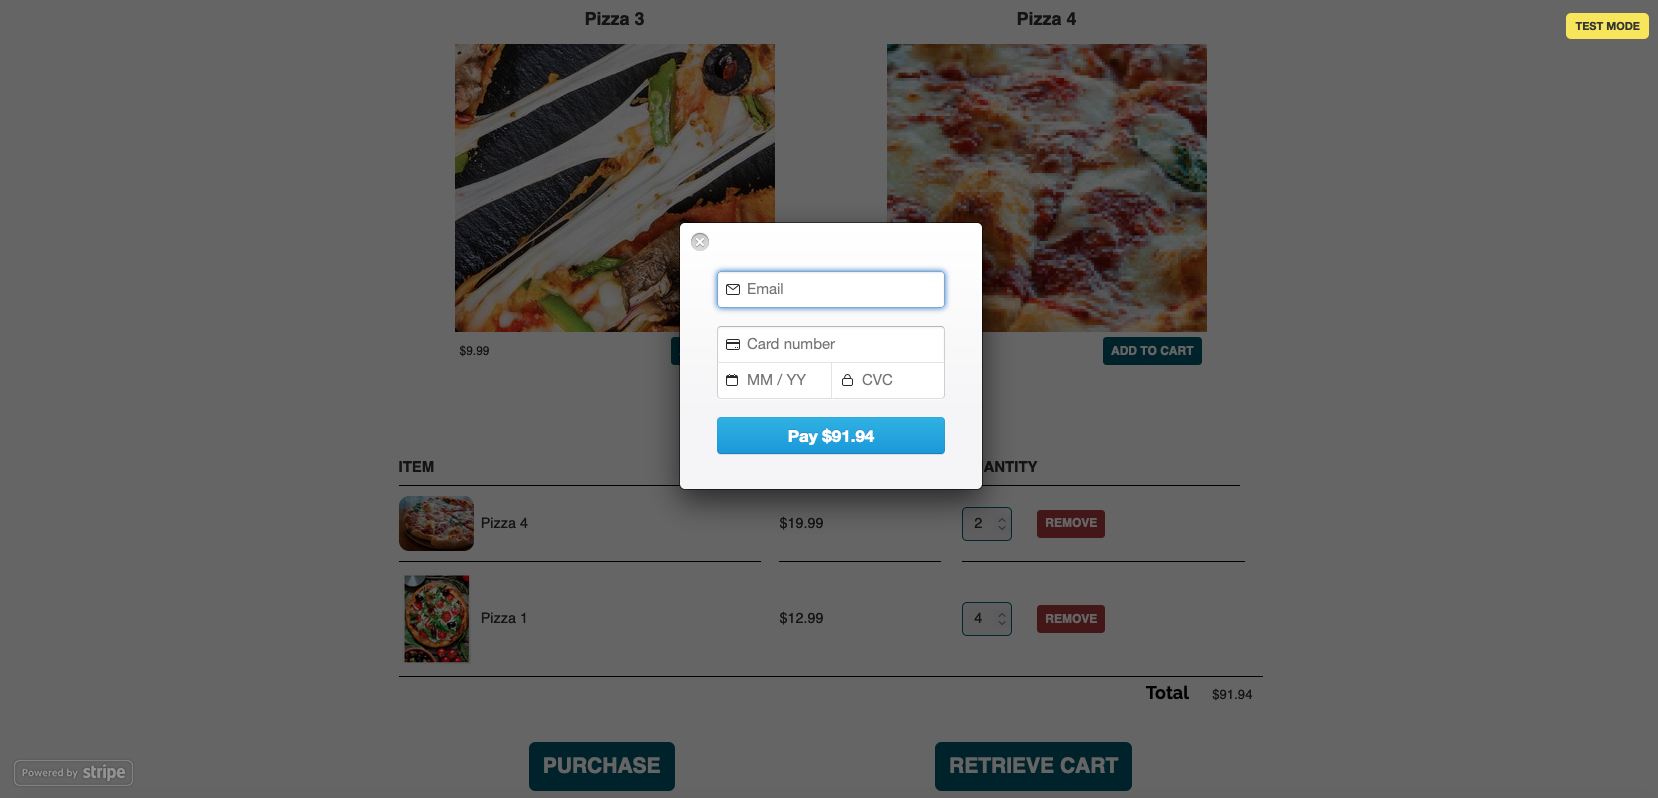 Pizza 3
Pizza 4
TEST MODE
Email
$9.99
ADD TO CART
Card number
MM / YY
CVC
Pay $91.94
ITEM
ANTITY
Pizza 4
$19.99
2
REMOVE
Pizza 1
$12.99
4
REMOVE
Total
$91.94
PURCHASE
RETRIEVE CART
Powered by stripe